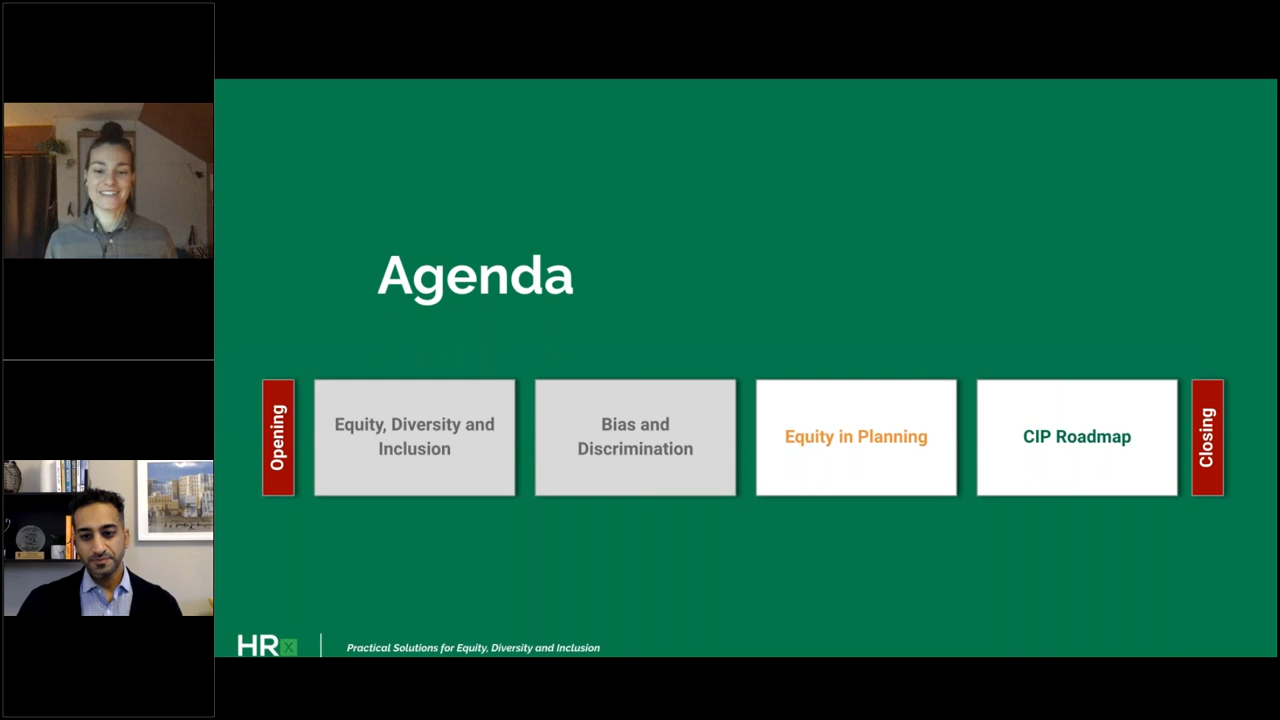 Agenda
Opening
Equity, Diversity and
Inclusion
Bias and
Discrimination
Equity in Planning
CIP Roadmap
Closing
HRx
Practical Solutions for Equity, Diversity and Inclusion